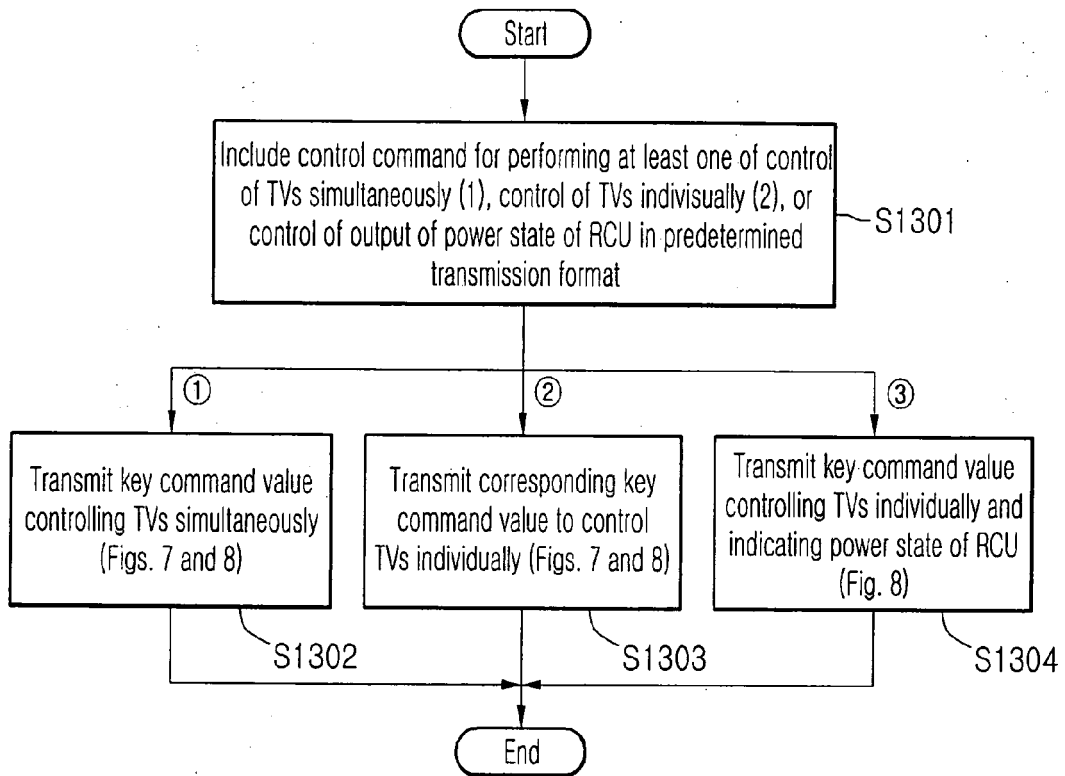 Start
Include control command for performing at least one of control
of TVs simultaneously (1), control of TVs indivisually (2), or
control of output of power state of RCU in predetermined
transmission format
S1301
①
②
③
Transmit key command value
controlling TVs simultaneously
(Figs. 7 and 8)
S1302
Transmit corresponding key
command value to control
TVs individually (Figs. 7 and 8)
S1303
Transmit key command value
controlling TVs individually and
indicating power state of RCU
(Fig. 8)
S1304
End